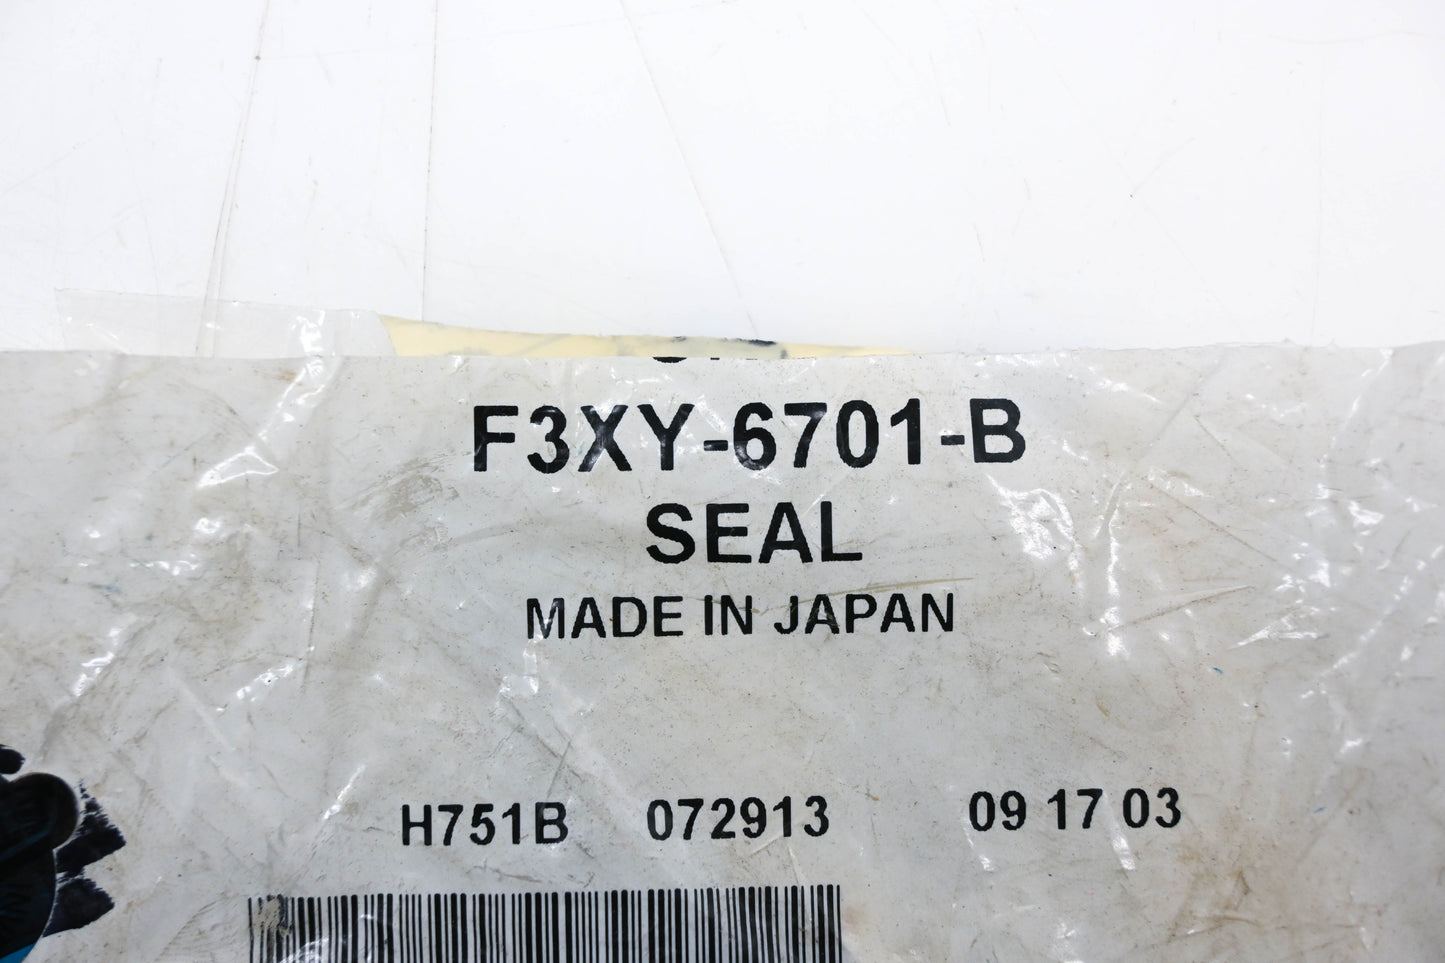 F3XY-6701-B
SEAL
MADE IN JAPAN
H751B 072913 09 17 03